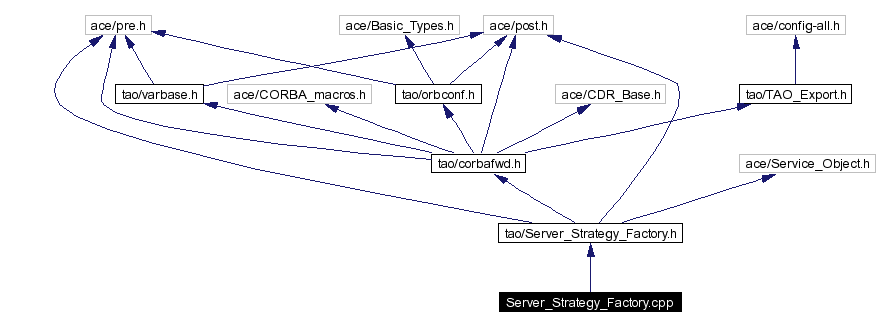 ace/pre.h
ace/Basic_Types.h
ace/post.h
ace/config-all.h
tao/varbase.h
ace/CORBA_macros.h
tao/orbconf.h
ace/CDR_Base.h
tao/TAO_Export.h
tao/corbafwd.h
ace/Service_Object.h
tao/Server_Strategy_Factory.h
Server_Strategy_Factory.cpp